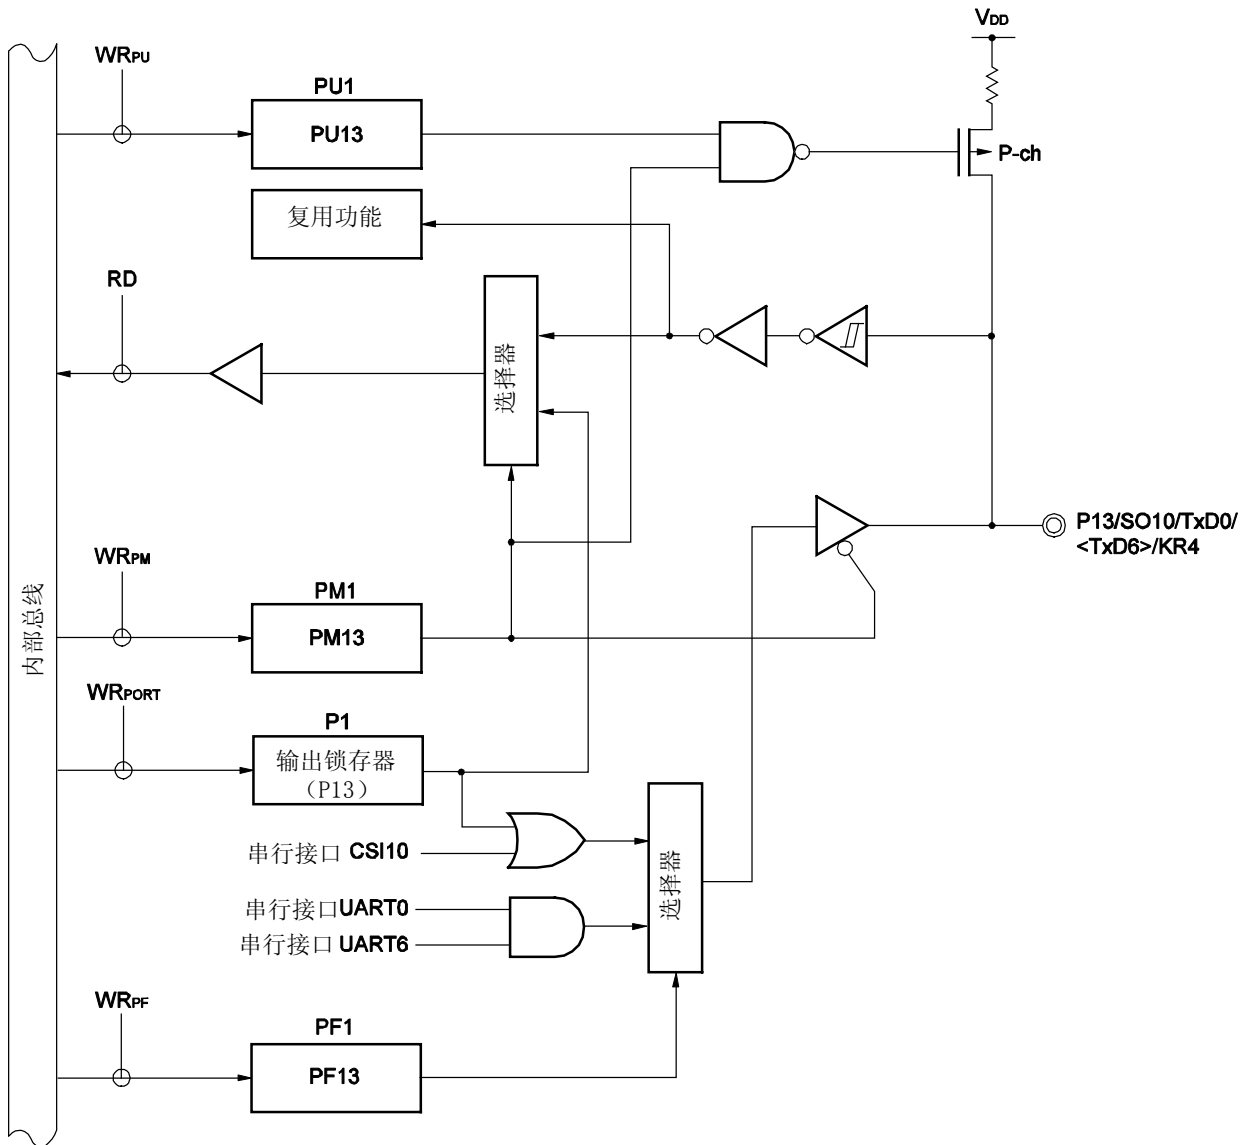 VDD
WRPU
PU1
PU13
P-ch
复用功能
RD
选择器
P13/SO10/TxD0/
<TxD6>/KR4
WRPM
PM1
PM13
内部总线
WRPORT
P1
输出锁存器
（P13）
串行接口 CSI10
串行接口UART0
串行接口 UART6
选择器
WRPF
PF1
PF13